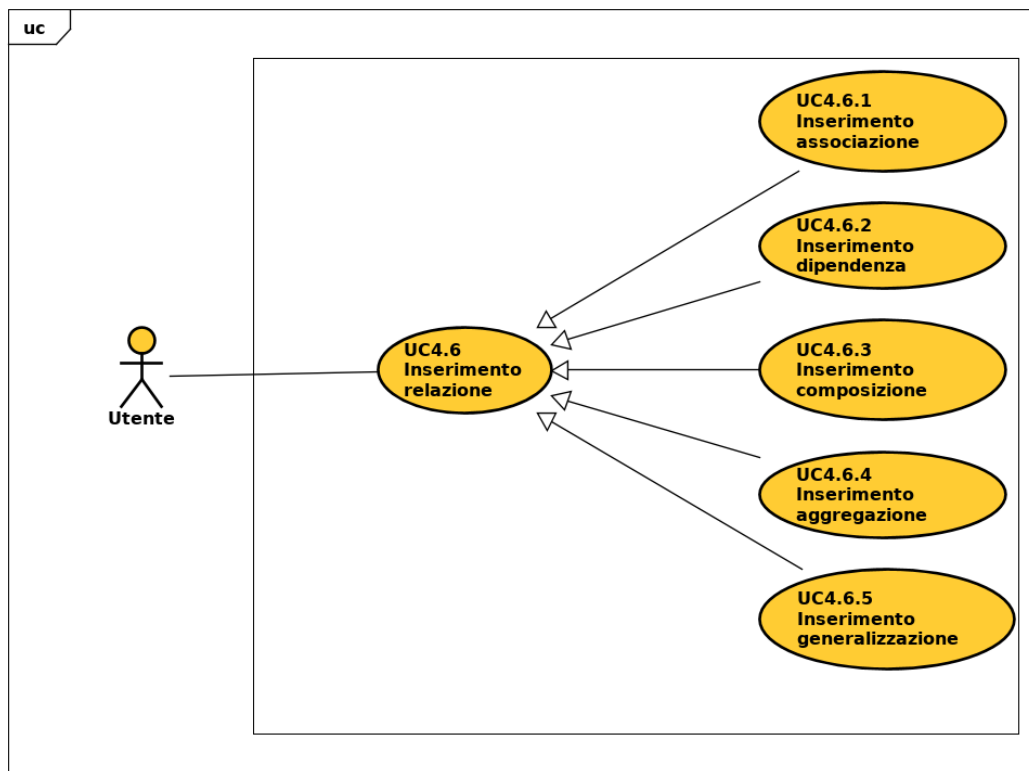 uc
UC4.6.1
Inserimento
associazione
UC4.6.2
Inserimento
dipendenza
UC4.6
Inserimento
relazione
UC4.6.3
Inserimento
composizione
Utente
UC4.6.4
Inserimento
aggregazione
UC4.6.5
Inserimento
generalizzazione